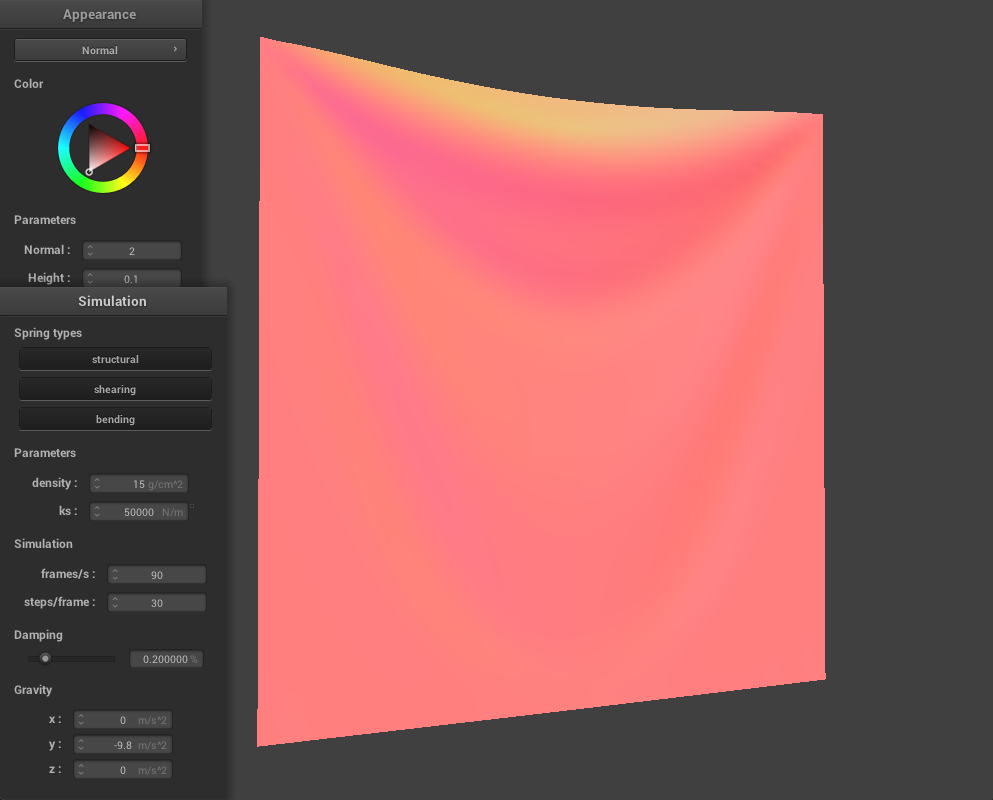 Appearance
Normal ›
Color
Parameters
Normal : 2
Height : 0.1
Simulation
Spring types
structural
shearing
bending
Parameters
density : 15 g/cm^2
ks : 50000 N/m
Simulation
frames/s : 90
steps/frame : 30
Damping
0.200000 %
Gravity
x : 0 m/s^2
y : -9.8 m/s^2
z : 0 m/s^2